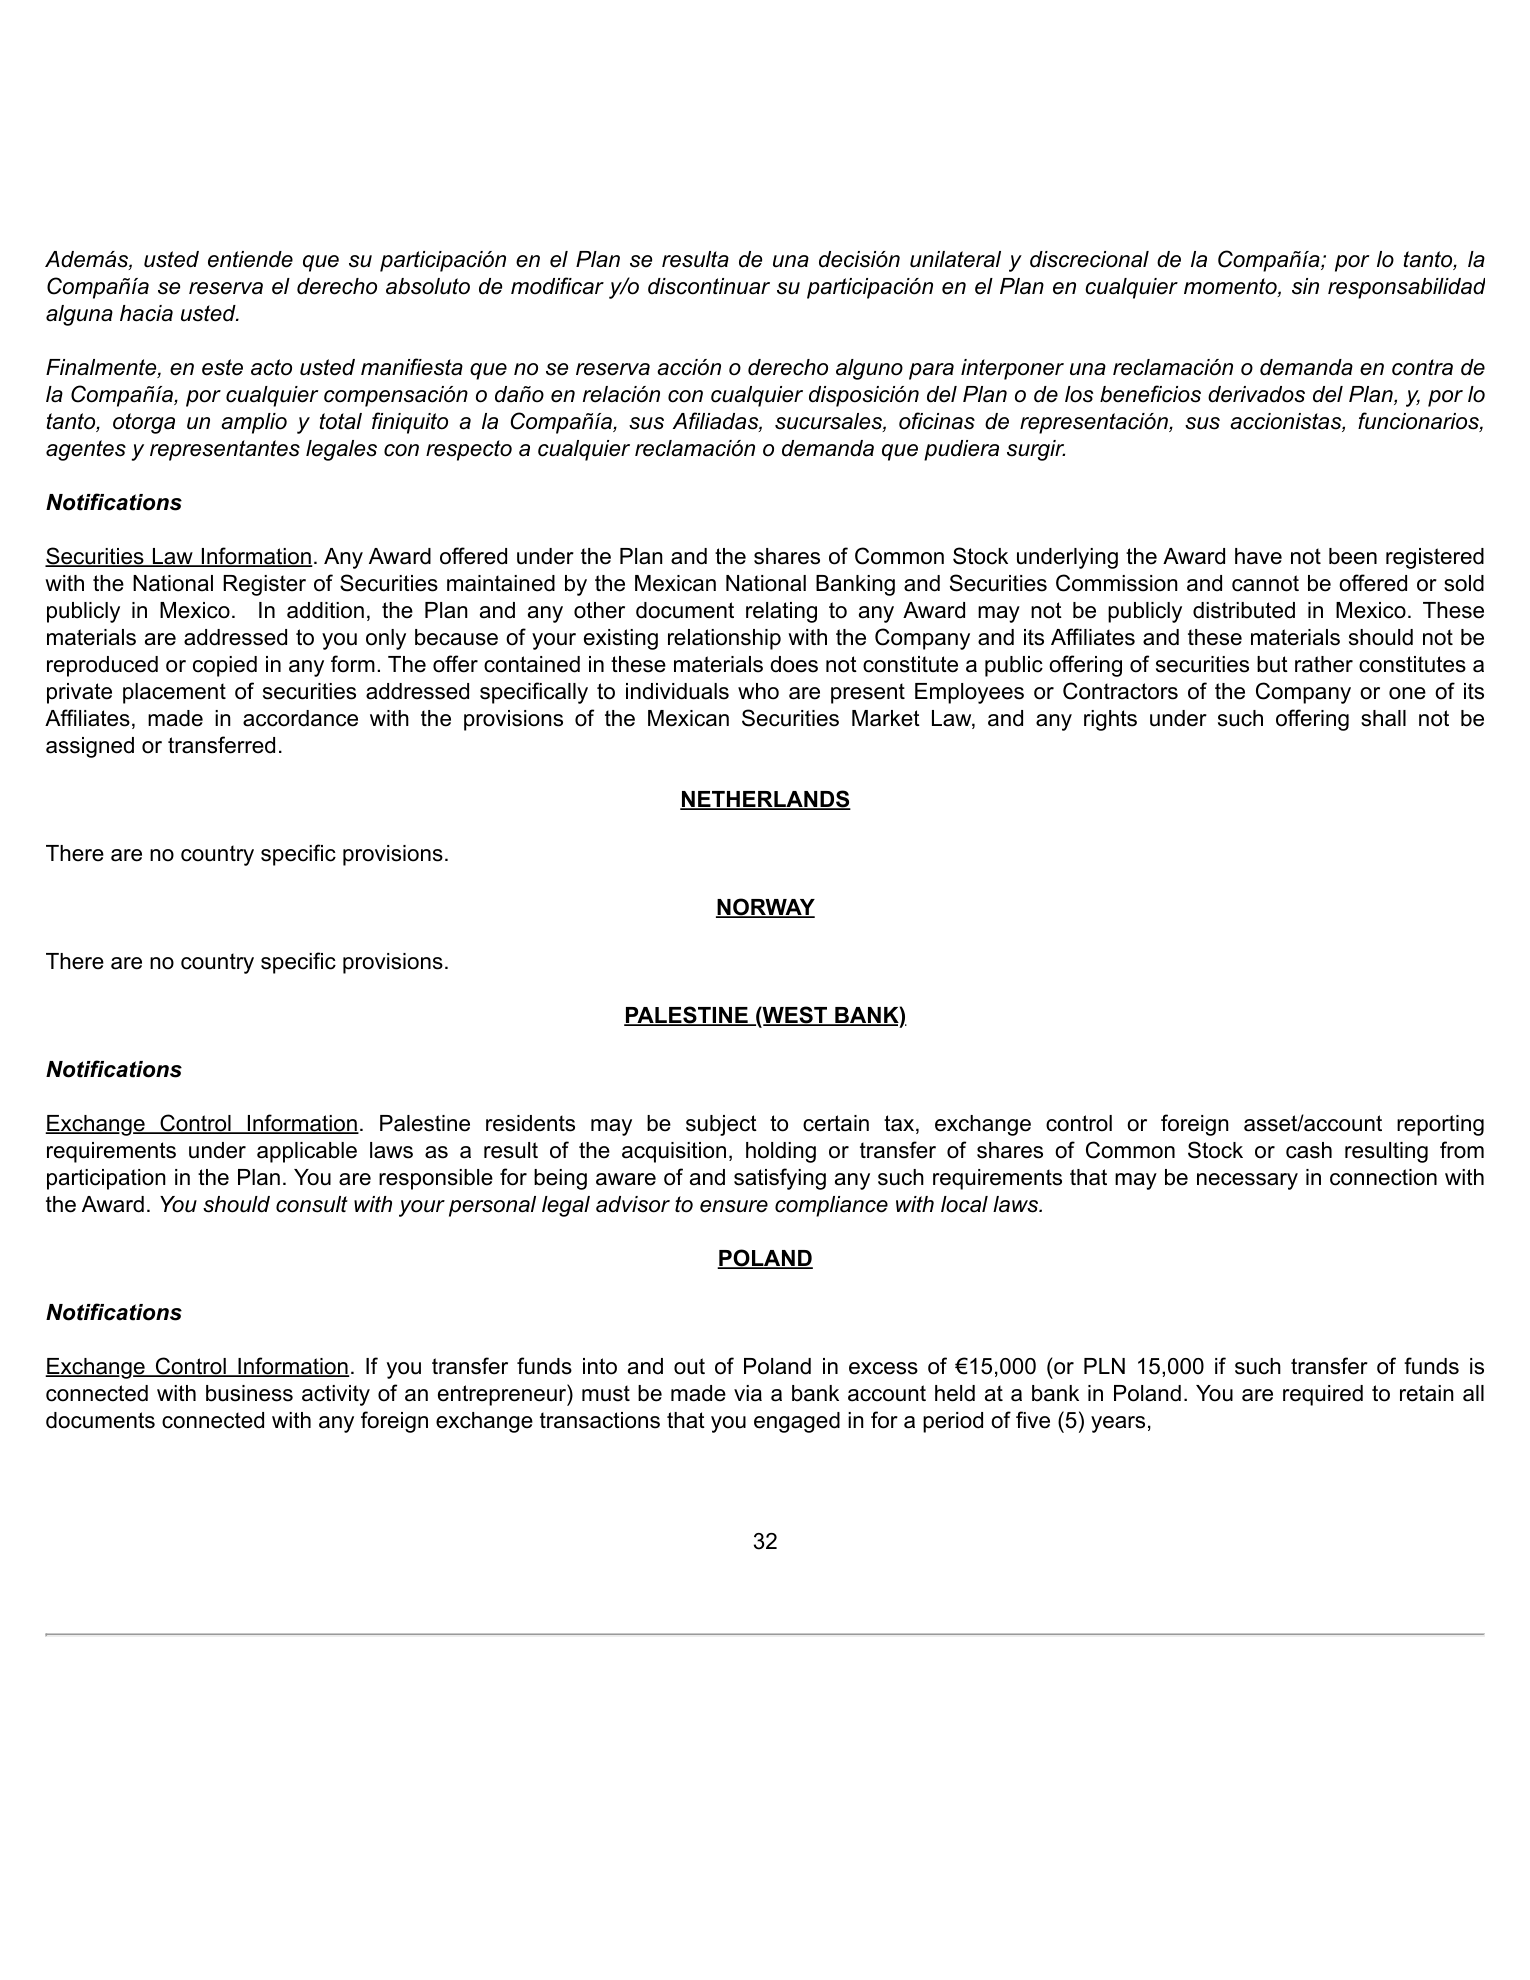 Además, usted entiende que su participación en el Plan se resulta de una decisión unilateral y discrecional de la Compañía; por lo tanto, la
Compañía se reserva el derecho absoluto de modificar y/o discontinuar su participación en el Plan en cualquier momento, sin responsabilidad
alguna hacia usted.
Finalmente, en este acto usted manifiesta que no se reserva acción o derecho alguno para interponer una reclamación o demanda en contra de
la Compañía, por cualquier compensación o daño en relación con cualquier disposición del Plan o de los beneficios derivados del Plan, y, por lo
tanto, otorga un amplio y total finiquito a la Compañía, sus Afiliadas, sucursales, oficinas de representación, sus accionistas, funcionarios,
agentes y representantes legales con respecto a cualquier reclamación o demanda que pudiera surgir.
Notifications
Securities Law Information. Any Award offered under the Plan and the shares of Common Stock underlying the Award have not been registered
with the National Register of Securities maintained by the Mexican National Banking and Securities Commission and cannot be offered or sold
publicly in Mexico.  In addition, the Plan and any other document relating to any Award may not be publicly distributed in Mexico. These
materials are addressed to you only because of your existing relationship with the Company and its Affiliates and these materials should not be
reproduced or copied in any form. The offer contained in these materials does not constitute a public offering of securities but rather constitutes a
private placement of securities addressed specifically to individuals who are present Employees or Contractors of the Company or one of its
Affiliates, made in accordance with the provisions of the Mexican Securities Market Law, and any rights under such offering shall not be
assigned or transferred.
NETHERLANDS
There are no country specific provisions.
NORWAY
There are no country specific provisions.
PALESTINE (WEST BANK)
Notifications
Exchange Control Information. Palestine residents may be subject to certain tax, exchange control or foreign asset/account reporting
requirements under applicable laws as a result of the acquisition, holding or transfer of shares of Common Stock or cash resulting from
participation in the Plan. You are responsible for being aware of and satisfying any such requirements that may be necessary in connection with
the Award. You should consult with your personal legal advisor to ensure compliance with local laws.
POLAND
Notifications
Exchange Control Information. If you transfer funds into and out of Poland in excess of €15,000 (or PLN 15,000 if such transfer of funds is
connected with business activity of an entrepreneur) must be made via a bank account held at a bank in Poland. You are required to retain all
documents connected with any foreign exchange transactions that you engaged in for a period of five (5) years,
32